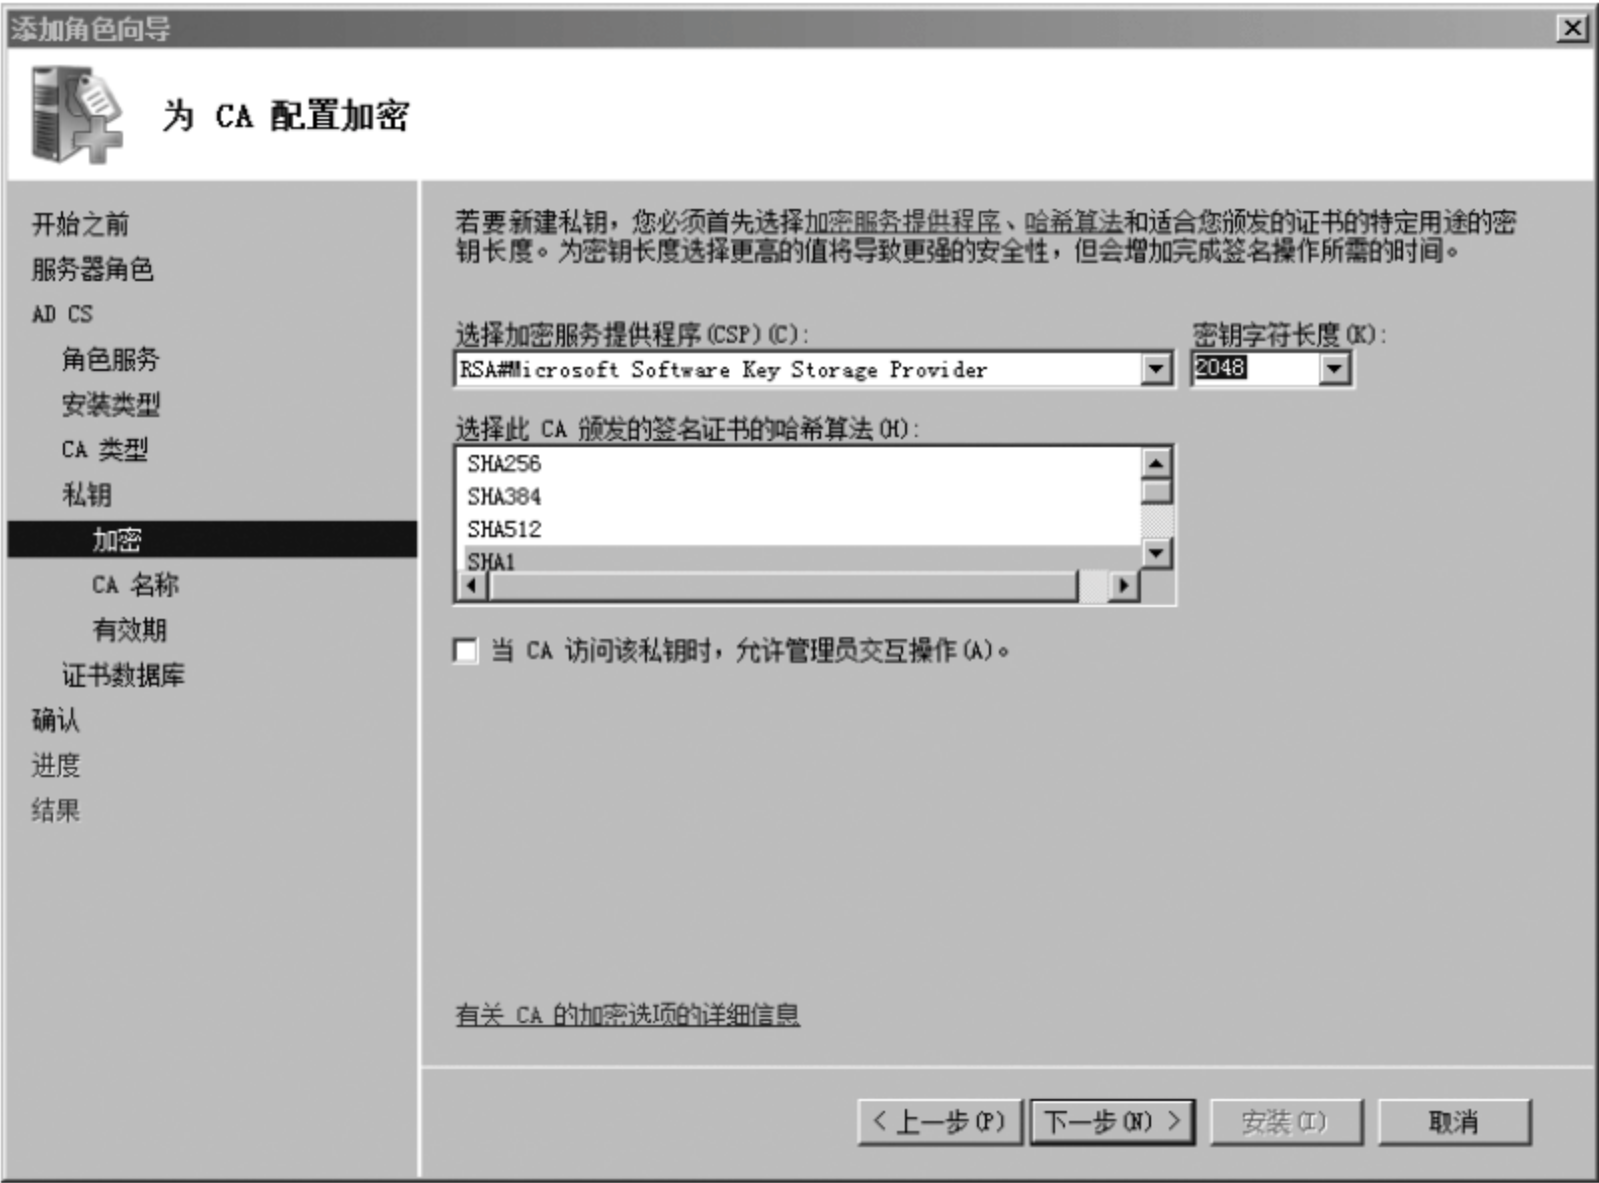 添加角色向导
为 CA 配置加密
开始之前
服务器角色
AD CS
角色服务
安装类型
CA 类型
私钥
加密
CA 名称
有效期
证书数据库
确认
进度
结果
若要新建私钥，您必须首先选择加密服务提供程序、哈希算法和适合您颁发的证书的特定用途的密
钥长度。为密钥长度选择更高的值将导致更强的安全性，但会增加完成签名操作所需的时间。
选择加密服务提供程序(CSP)(C):
密钥字符长度(K):
RSA#Microsoft Software Key Storage Provider
2048
选择此 CA 颁发的签名证书的哈希算法(H):
SHA256
SHA384
SHA512
SHA1
当 CA 访问该私钥时，允许管理员交互操作(A)。
有关 CA 的加密选项的详细信息
< 上一步(P)
下一步(N) >
安装(I)
取消